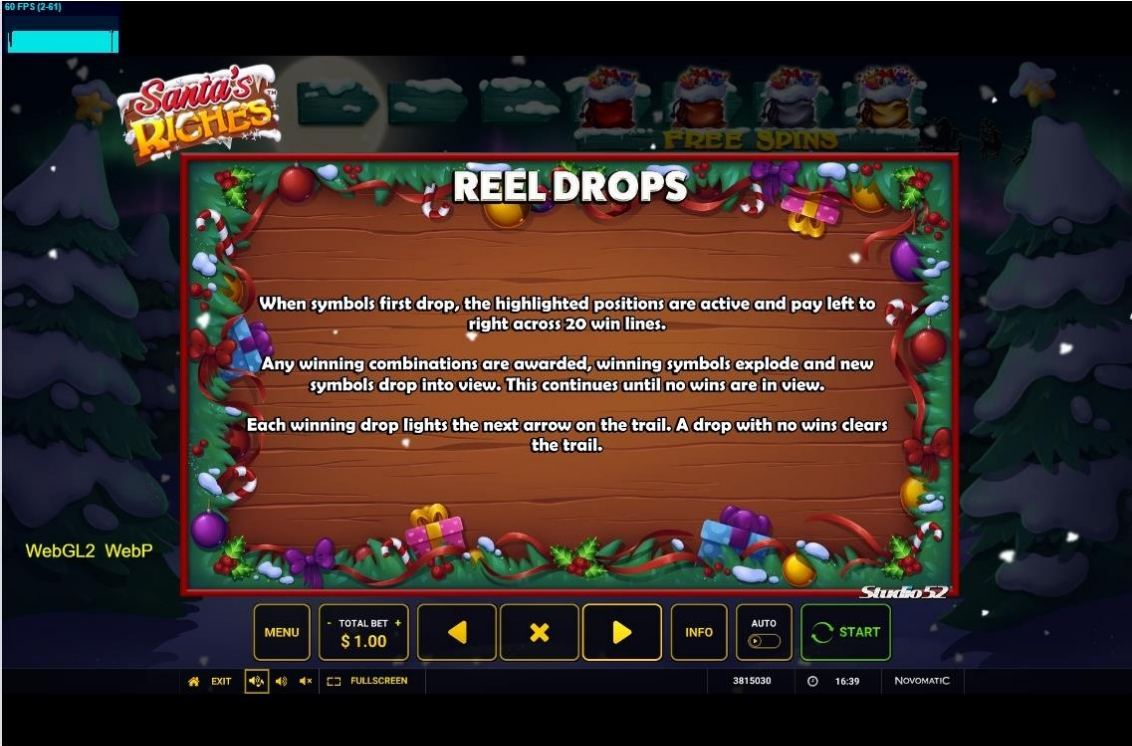 60 FPS (2-61)
Santa's
RICHES
TM
FREE SPINS
REEL DROPS
When symbols first drop, the highlighted positions are active and pay left to
right across 20 win lines.
Any winning combinations are awarded, winning symbols explode and new
symbols drop into view. This continues until no wins are in view.
Each winning drop lights the next arrow on the trail. A drop with no wins clears
the trail.
WebGL2 WebP
Studio 52
MENU
- TOTAL BET +
$ 1.00
INFO
AUTO
START
EXIT
FULLSCREEN
3815030
16:39
NOVOMATIC